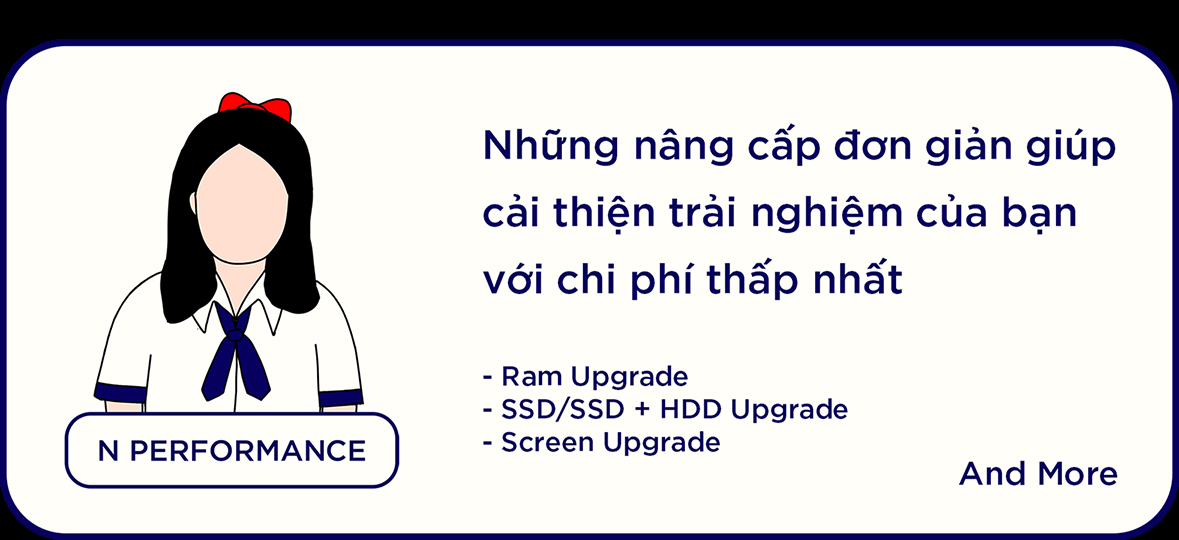 Những nâng cấp đơn giản giúp
cải thiện trải nghiệm của bạn
với chi phí thấp nhất
- Ram Upgrade
- SSD/SSD + HDD Upgrade
- Screen Upgrade
And More
N PERFORMANCE